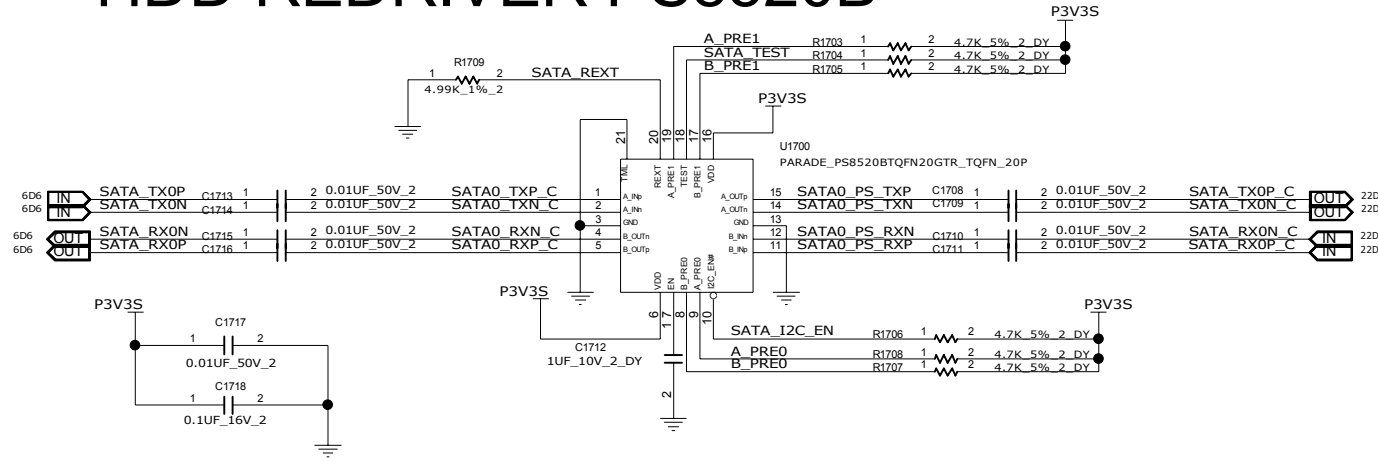 P3V3S
A_PRE1 R1703 1 2 4.7K_5%_2_DY
SATA_TEST R1704 1 2 4.7K_5%_2_DY
B_PRE1 R1705 1 2 4.7K_5%_2_DY
R1709
1 2 SATA_REXT
4.99K_1%_2
P3V3S
21 20 19 18 17 16
U1700
PARADE_PS8520BTQFN20GTR_TQFN_20P
TML REXT A_PRE1 TEST B_PRE1 VDD
6D6 IN SATA_TX0P C1713 1 2 0.01UF_50V_2 SATA0_TXP_C 1 A_INp A_OUTp 15 SATA0_PS_TXP C1708 1 2 0.01UF_50V_2 SATA_TX0P_C OUT 22D
6D6 IN SATA_TX0N C1714 1 2 0.01UF_50V_2 SATA0_TXN_C 2 A_INn A_OUTn 14 SATA0_PS_TXN C1709 1 2 0.01UF_50V_2 SATA_TX0N_C OUT 22D
3 GND GND 13
6D6 OUT SATA_RX0N C1715 1 2 0.01UF_50V_2 SATA0_RXN_C 4 B_OUTn B_INn 12 SATA0_PS_RXN C1710 1 2 0.01UF_50V_2 SATA_RX0N_C IN 22D
6D6 OUT SATA_RX0P C1716 1 2 0.01UF_50V_2 SATA0_RXP_C 5 B_OUTp B_INp 11 SATA0_PS_RXP C1711 1 2 0.01UF_50V_2 SATA_RX0P_C IN 22D
VDD EN B_PRE0 A_PRE0 I2C_EN#
P3V3S
6 7 8 9 10
P3V3S
C1712 1
1UF_10V_2_DY
2
P3V3S
SATA_I2C_EN R1706 1 2 4.7K_5%_2_DY
A_PRE0 R1708 1 2 4.7K_5%_2_DY
B_PRE0 R1707 1 2 4.7K_5%_2_DY
C1717
1 2
0.01UF_50V_2
C1718
1 2
0.1UF_16V_2